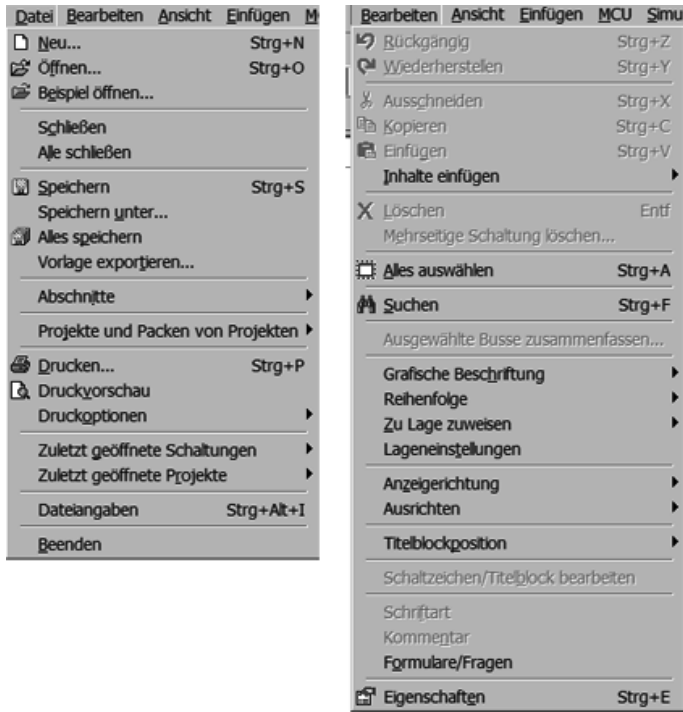 Datei Bearbeiten Ansicht Einfügen
Neu... Strg+N
Öffnen... Strg+O
Beispiel öffnen...
Schließen
Alle schließen
Speichern Strg+S
Speichern unter...
Alles speichern
Vorlage exportieren...
Abschnitte
Projekte und Packen von Projekten
Drucken... Strg+P
Druckvorschau
Druckoptionen
Zuletzt geöffnete Schaltungen
Zuletzt geöffnete Projekte
Dateiangaben Strg+Alt+I
Beenden
Bearbeiten Ansicht Einfügen MCU Simu
Rückgängig Strg+Z
Wiederherstellen Strg+Y
Ausschneiden Strg+X
Kopieren Strg+C
Einfügen Strg+V
Inhalte einfügen
Löschen Entf
Mehrseitige Schaltung löschen...
Alles auswählen Strg+A
Suchen Strg+F
Ausgewählte Busse zusammenfassen...
Grafische Beschriftung
Reihenfolge
Zu Lage zuweisen
Lageneinstellungen
Anzeigerichtung
Ausrichten
Titelblockposition
Schaltzeichen/Titelblock bearbeiten
Schriftart
Kommentar
Formulare/Fragen
Eigenschaften Strg+E